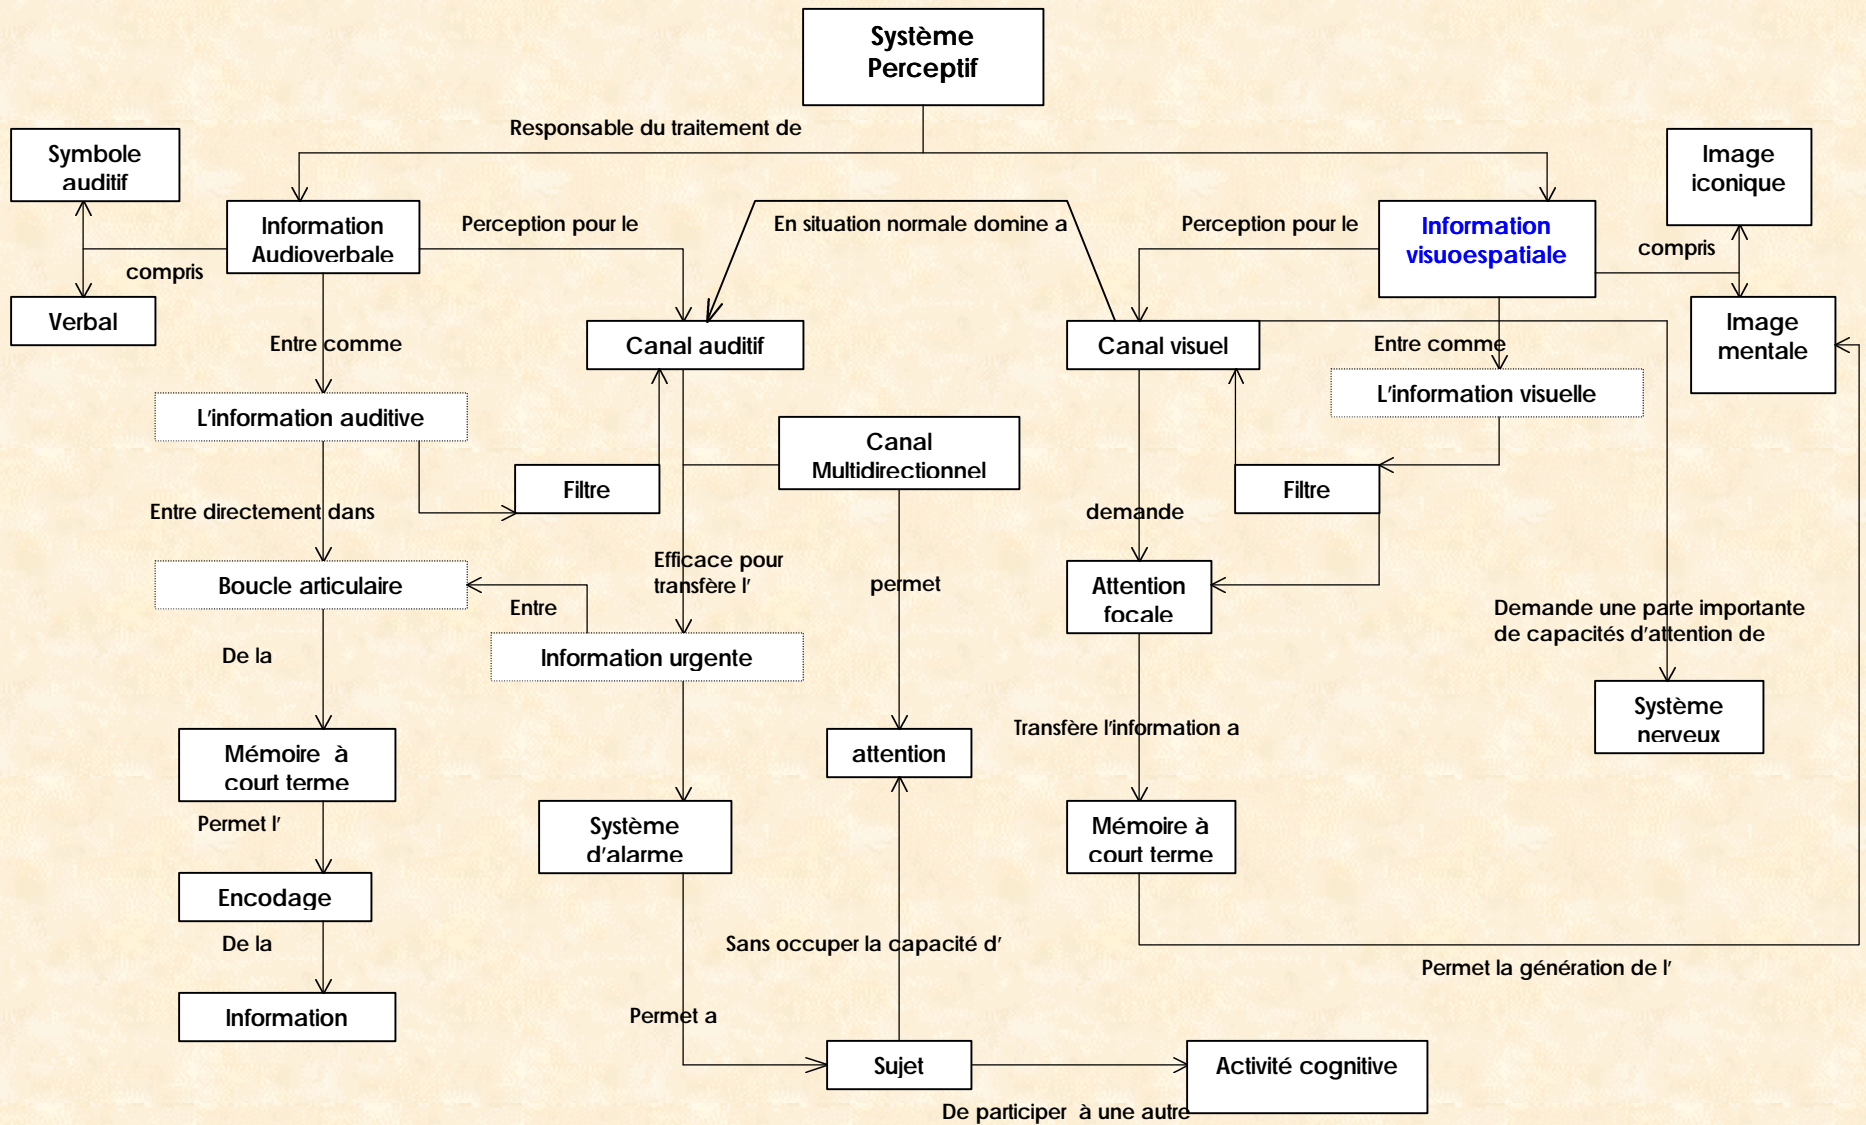 Système
Perceptif
Responsable du traitement de
Symbole
auditif
Image
iconique
Information
Audioverbale
Perception pour le
En situation normale domine a
Perception pour le
Information
visuoespatiale
compris
compris
Verbal
Entre comme
Canal auditif
Canal visuel
Entre comme
Image
mentale
L'information auditive
L'information visuelle
Canal
Multidirectionnel
Filtre
Filtre
Entre directement dans
demande
Efficace pour
transfère l'
Boucle articulaire
Entre
permet
Attention
focale
Demande une parte importante
de capacités d'attention de
De la
Information urgente
Système
nerveux
Mémoire à
court terme
attention
Transfère l'information a
Permet l'
Système
d'alarme
Mémoire à
court terme
Encodage
De la
Sans occuper la capacité d'
Permet la génération de l'
Information
Permet a
Sujet
Activité cognitive
De participer à une autre